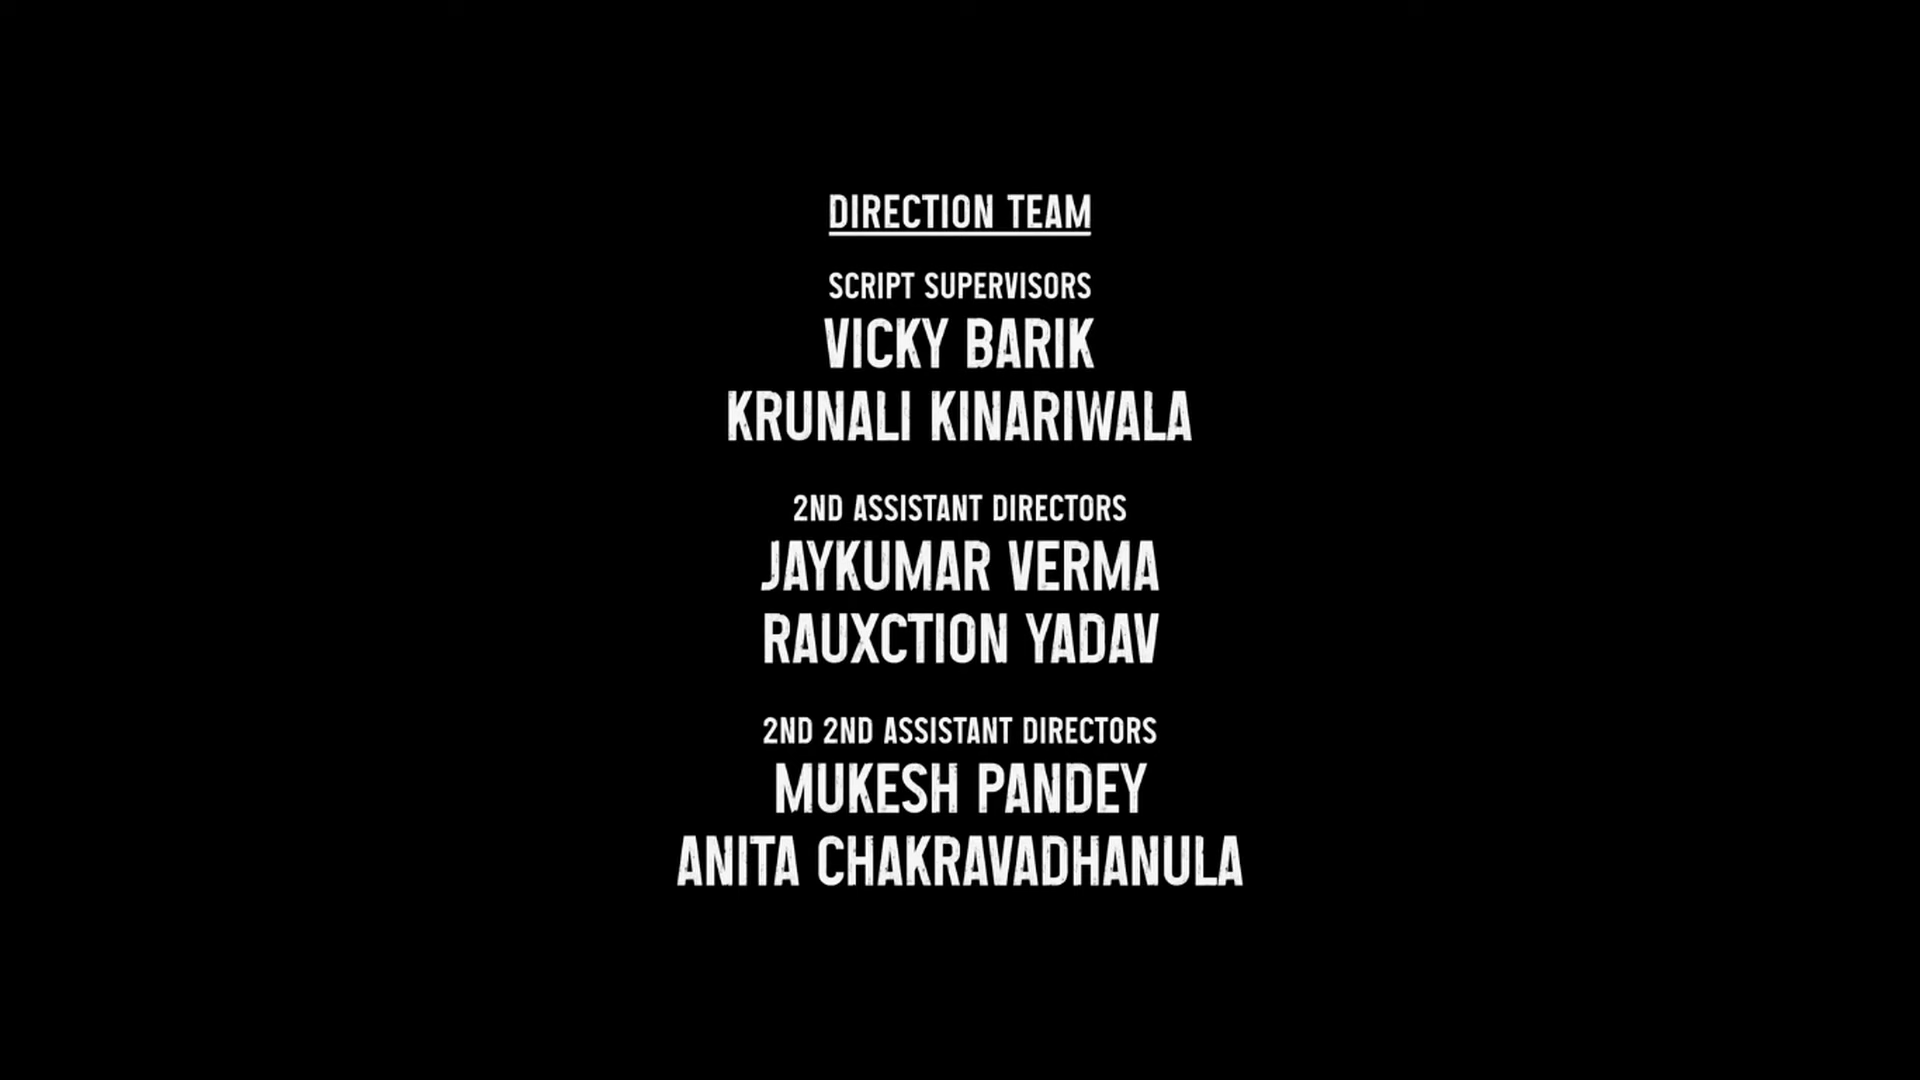 DIRECTION TEAM
SCRIPT SUPERVISORS
VICKY BARIK
KRUNALI KINARIWALA
2ND ASSISTANT DIRECTORS
JAYKUMAR VERMA
RAUXCTION YADAV
2ND 2ND ASSISTANT DIRECTORS
MUKESH PANDEY
ANITA CHAKRAVADHANULA